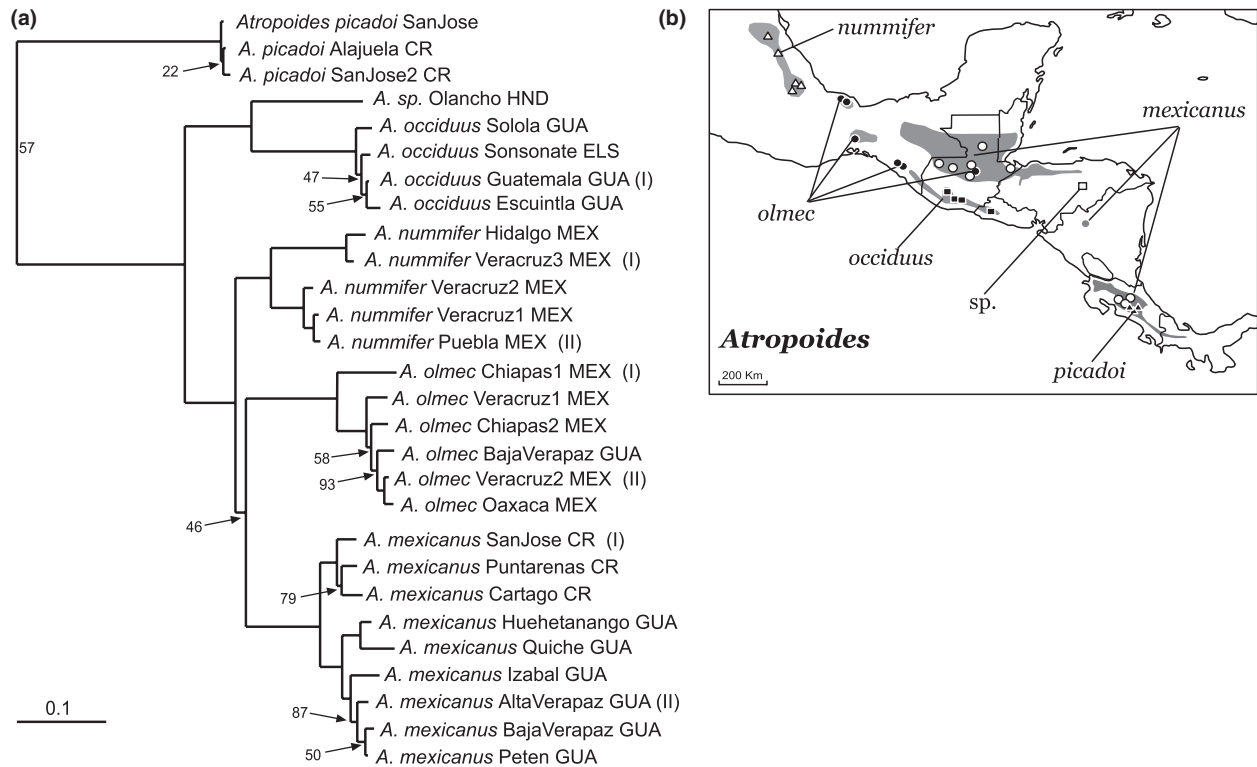 (a)
Atropoides picadoi SanJose
A. picadoi Alajuela CR
22
A. picadoi SanJose2 CR
A. sp. Olancho HND
A. occiduus Solola GUA
57
A. occiduus Sonsonate ELS
47
A. occiduus Guatemala GUA (I)
55
A. occiduus Escuintla GUA
A. nummifer Hidalgo MEX
A. nummifer Veracruz3 MEX (I)
A. nummifer Veracruz2 MEX
A. nummifer Veracruz1 MEX
A. nummifer Puebla MEX (II)
A. olmec Chiapas1 MEX (I)
A. olmec Veracruz1 MEX
A. olmec Chiapas2 MEX
58
A. olmec BajaVerapaz GUA
93
A. olmec Veracruz2 MEX (II)
A. olmec Oaxaca MEX
46
A. mexicanus SanJose CR (I)
A. mexicanus Puntarenas CR
79
A. mexicanus Cartago CR
A. mexicanus Huehetanango GUA
A. mexicanus Quiche GUA
A. mexicanus Izabal GUA
A. mexicanus AltaVerapaz GUA (II)
87
A. mexicanus BajaVerapaz GUA
50
A. mexicanus Peten GUA
0.1
(b)
nummifer
mexicanus
olmec
occiduus
sp.
Atropoides
picadoi
200 Km